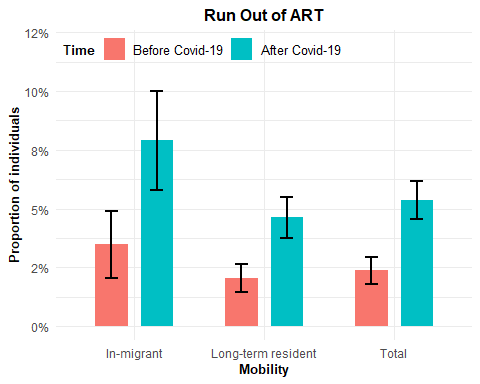 Run Out of ART
12%
Time Before Covid-19 After Covid-19
10%
8%
5%
2%
0%
Proportion of individuals
In-migrant Long-term resident Total
Mobility